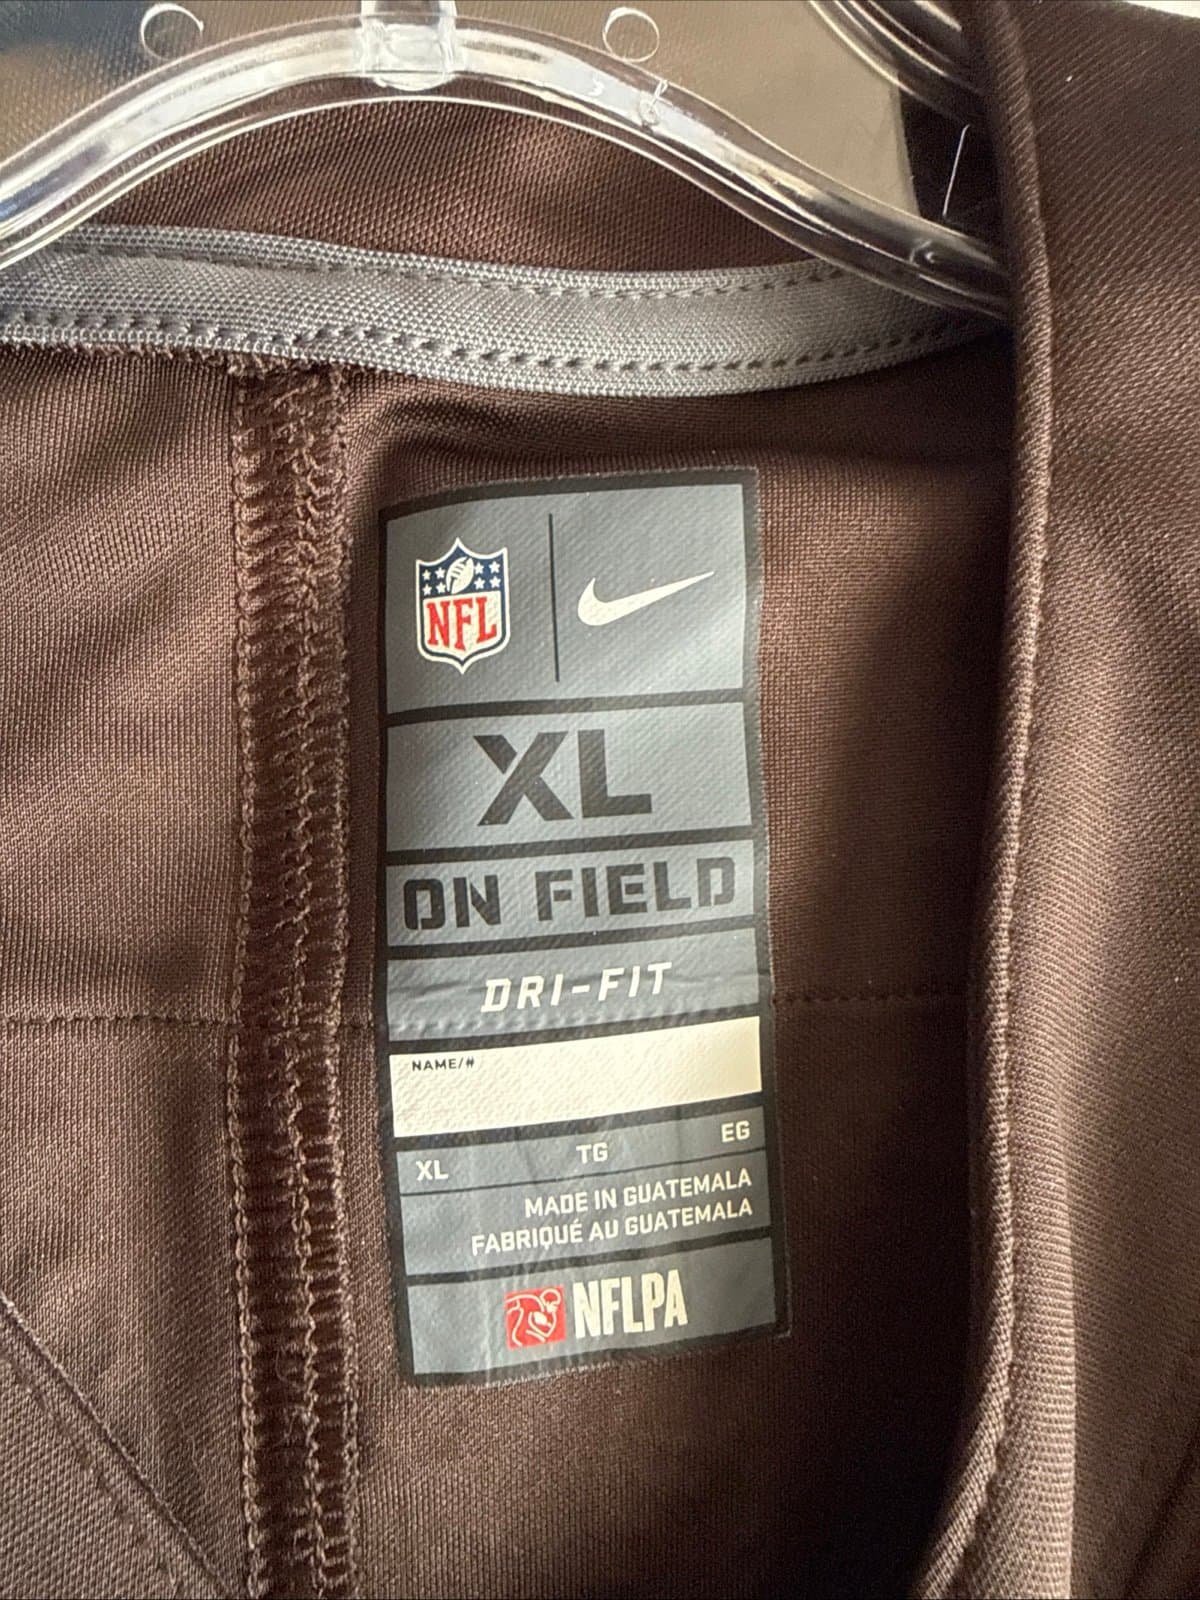 NFL
XL
ON FIELD
DRI-FIT
NAME/#
XL TG EG
MADE IN GUATEMALA
FABRIQUÉ AU GUATEMALA
NFLPA